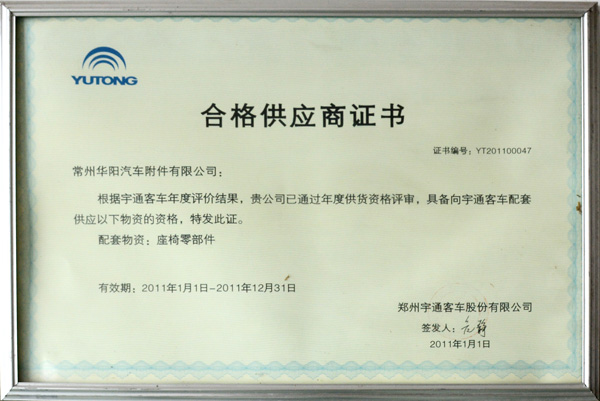 YUTONG
合格供应商证书
证书编号：YT201100047
常州华阳汽车附件有限公司：
根据宇通客车年度评价结果，贵公司已通过年度供货资格评审，具备向宇通客车配套
供应以下物资的资格，特发此证。
配套物资：座椅零部件
有效期：2011年1月1日-2011年12月31日
郑州宇通客车股份有限公司
签发人：
2011年1月1日